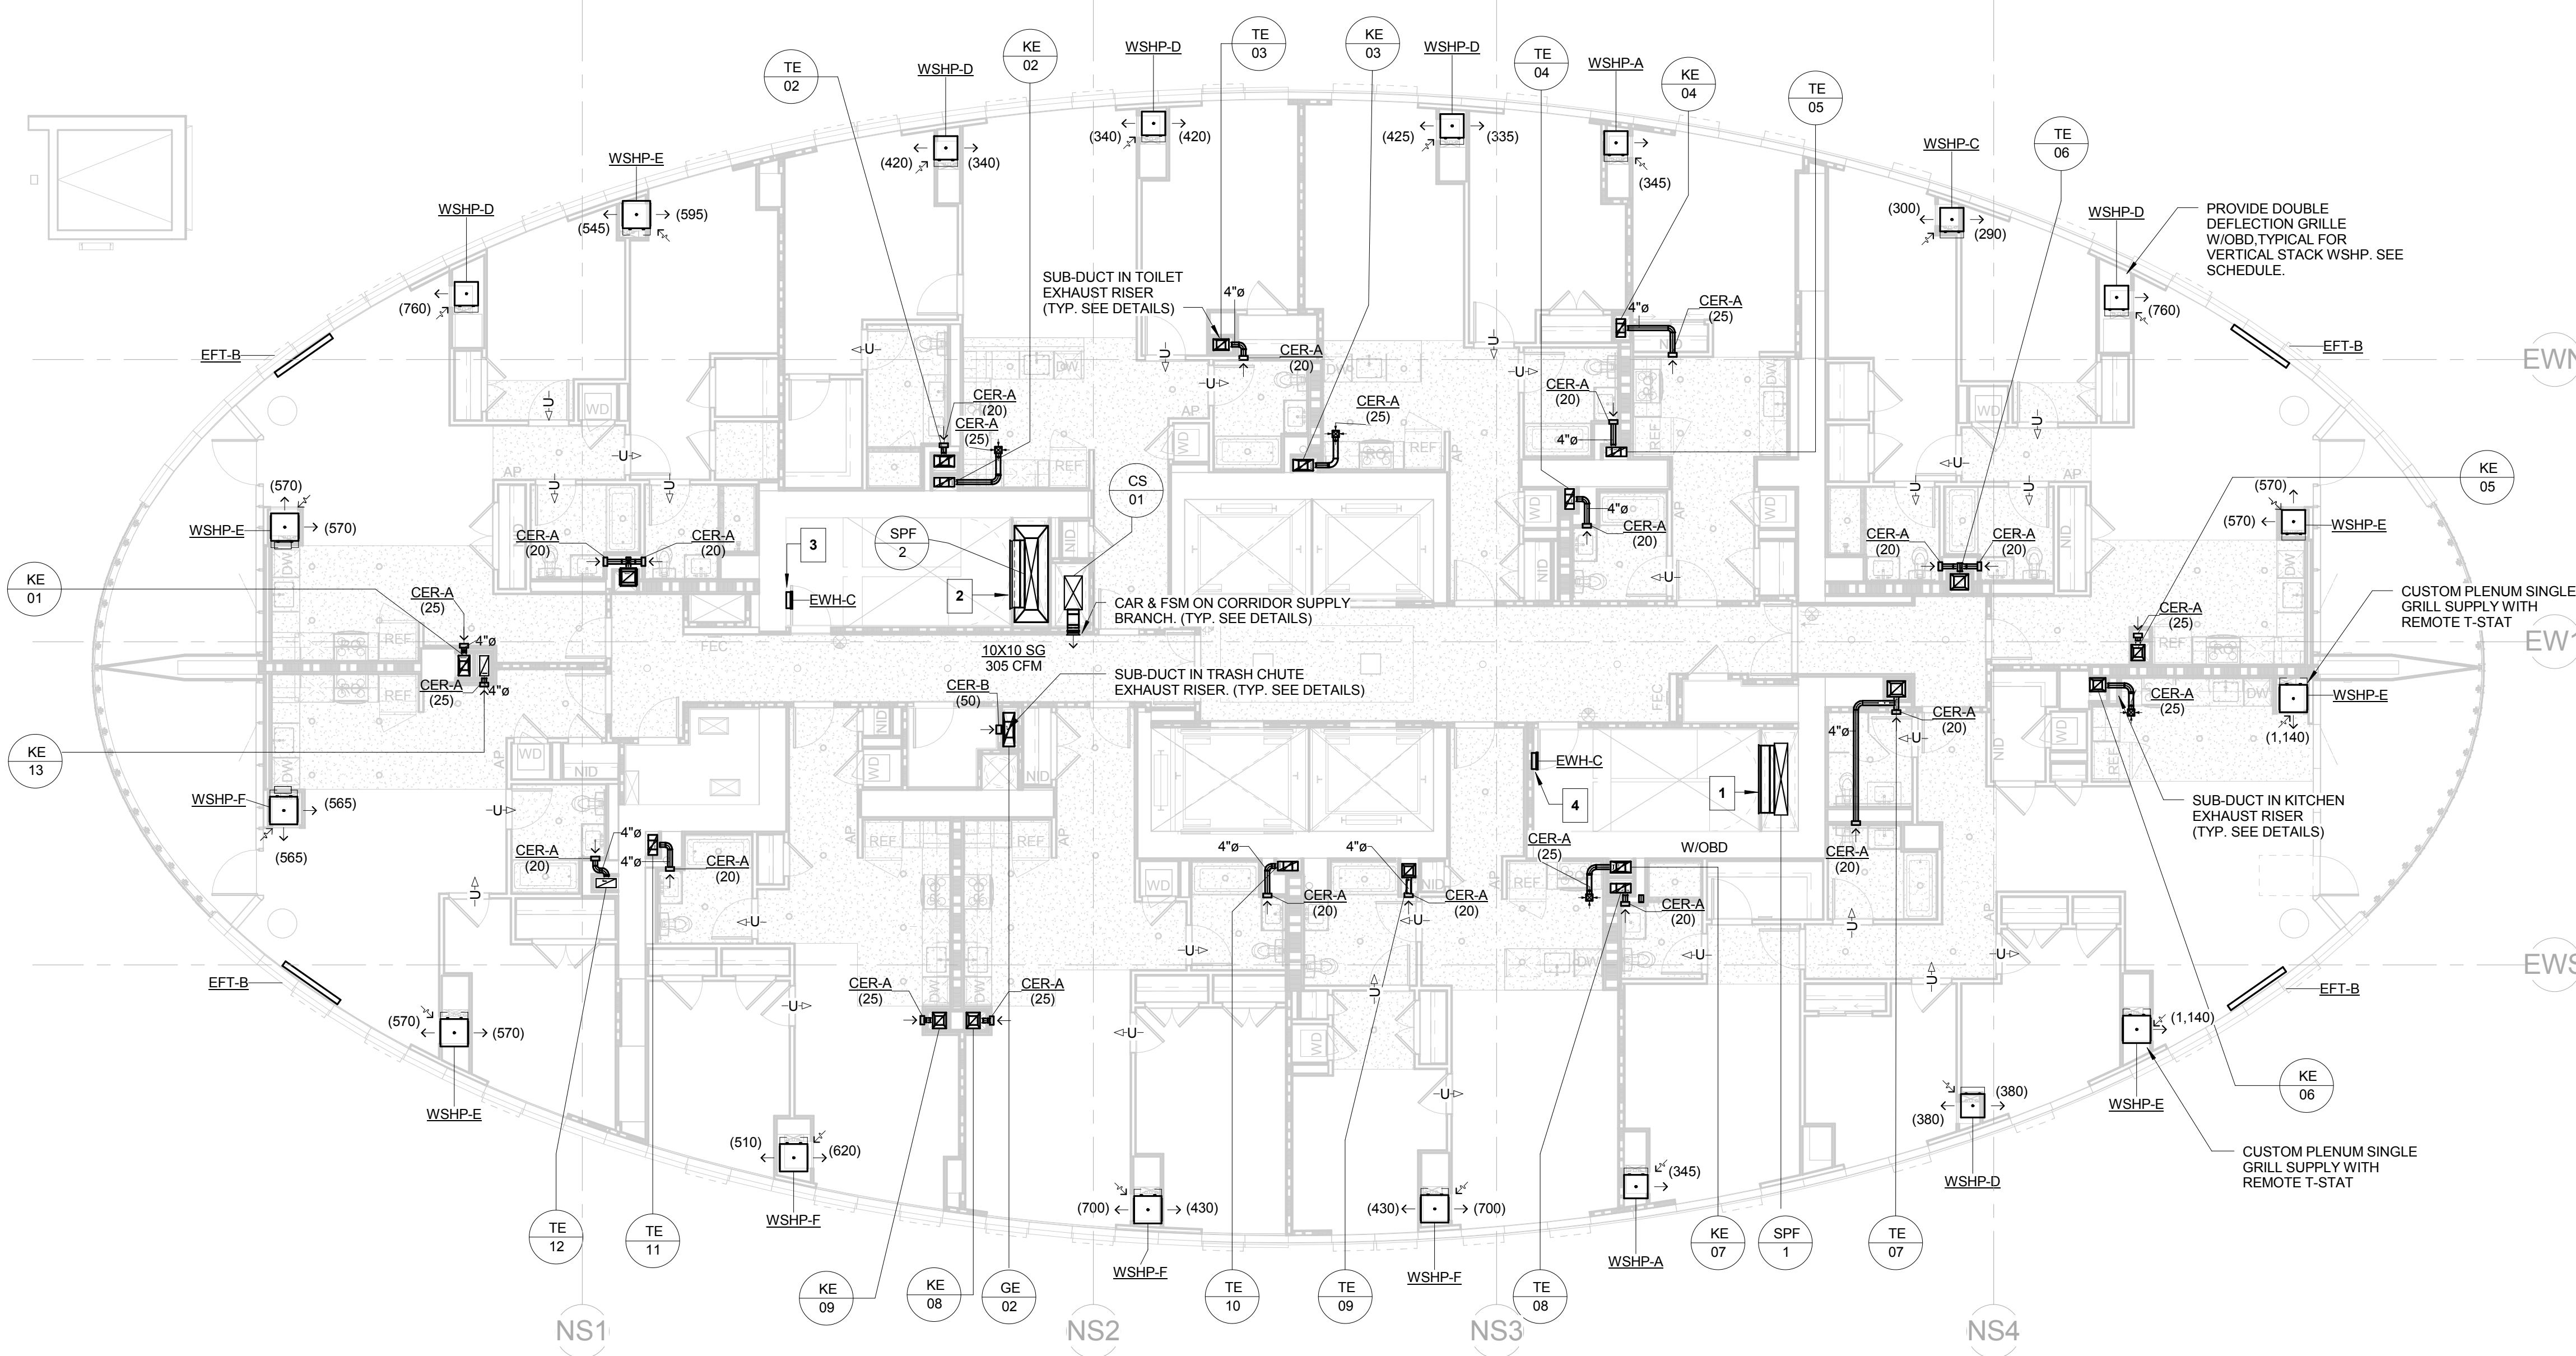 TE
02
WSHP-D
KE
02
WSHP-D
TE
03
KE
03
WSHP-D
TE
04
WSHP-A
KE
04
TE
05
WSHP-C
TE
06
WSHP-D
PROVIDE DOUBLE
DEFLECTION GRILLE
W/OBD,TYPICAL FOR
VERTICAL STACK WSHP. SEE
SCHEDULE.
WSHP-D
WSHP-E
(760)
(545)
(595)
(420)
(340)
(340)
(420)
(425)
(335)
(345)
(300)
(290)
(760)
SUB-DUCT IN TOILET
EXHAUST RISER
(TYP. SEE DETAILS)
4"ø
CER-A
(20)
4"ø
CER-A
(25)
EFT-B
EFT-B
EWN
CER-A
(20)
CER-A
(25)
CER-A
(25)
CER-A
(20)
4"ø
DW
REF
AP
WD
U
KE
05
(570)
WSHP-E
(570)
CER-A
(20)
CER-A
(20)
3
EWH-C
SPF
2
2
CS
01
NID
4"ø
CER-A
(20)
CER-A
(20)
CER-A
(20)
(570)
(570)
WSHP-E
KE
01
CER-A
(25)
4"ø
CER-A
(25)
4"ø
KE
13
CAR & FSM ON CORRIDOR SUPPLY
BRANCH. (TYP. SEE DETAILS)
10X10 SG
305 CFM
FEC
CER-B
(50)
SUB-DUCT IN TRASH CHUTE
EXHAUST RISER. (TYP. SEE DETAILS)
FEC
CER-A
(25)
CUSTOM PLENUM SINGLE
GRILL SUPPLY WITH
REMOTE T-STAT
EW1
WSHP-E
(1,140)
CER-A
(25)
SUB-DUCT IN KITCHEN
EXHAUST RISER
(TYP. SEE DETAILS)
WSHP-F
(565)
(565)
EWH-C
4
1
4"ø
CER-A
(20)
CER-A
(20)
CER-A
(20)
4"ø
4"ø
CER-A
(20)
4"ø
CER-A
(20)
4"ø
CER-A
(20)
CER-A
(25)
W/OBD
CER-A
(20)
EFT-B
EFT-B
EWS
CER-A
(25)
CER-A
(25)
(570)
(570)
WSHP-E
(510)
(620)
WSHP-F
(700)
(430)
WSHP-F
(430)
(700)
WSHP-F
(345)
WSHP-A
(380)
(380)
WSHP-D
(1,140)
WSHP-E
KE
06
CUSTOM PLENUM SINGLE
GRILL SUPPLY WITH
REMOTE T-STAT
TE
12
TE
11
KE
09
KE
08
GE
02
TE
10
TE
09
TE
08
KE
07
SPF
1
TE
07
NS1
NS2
NS3
NS4